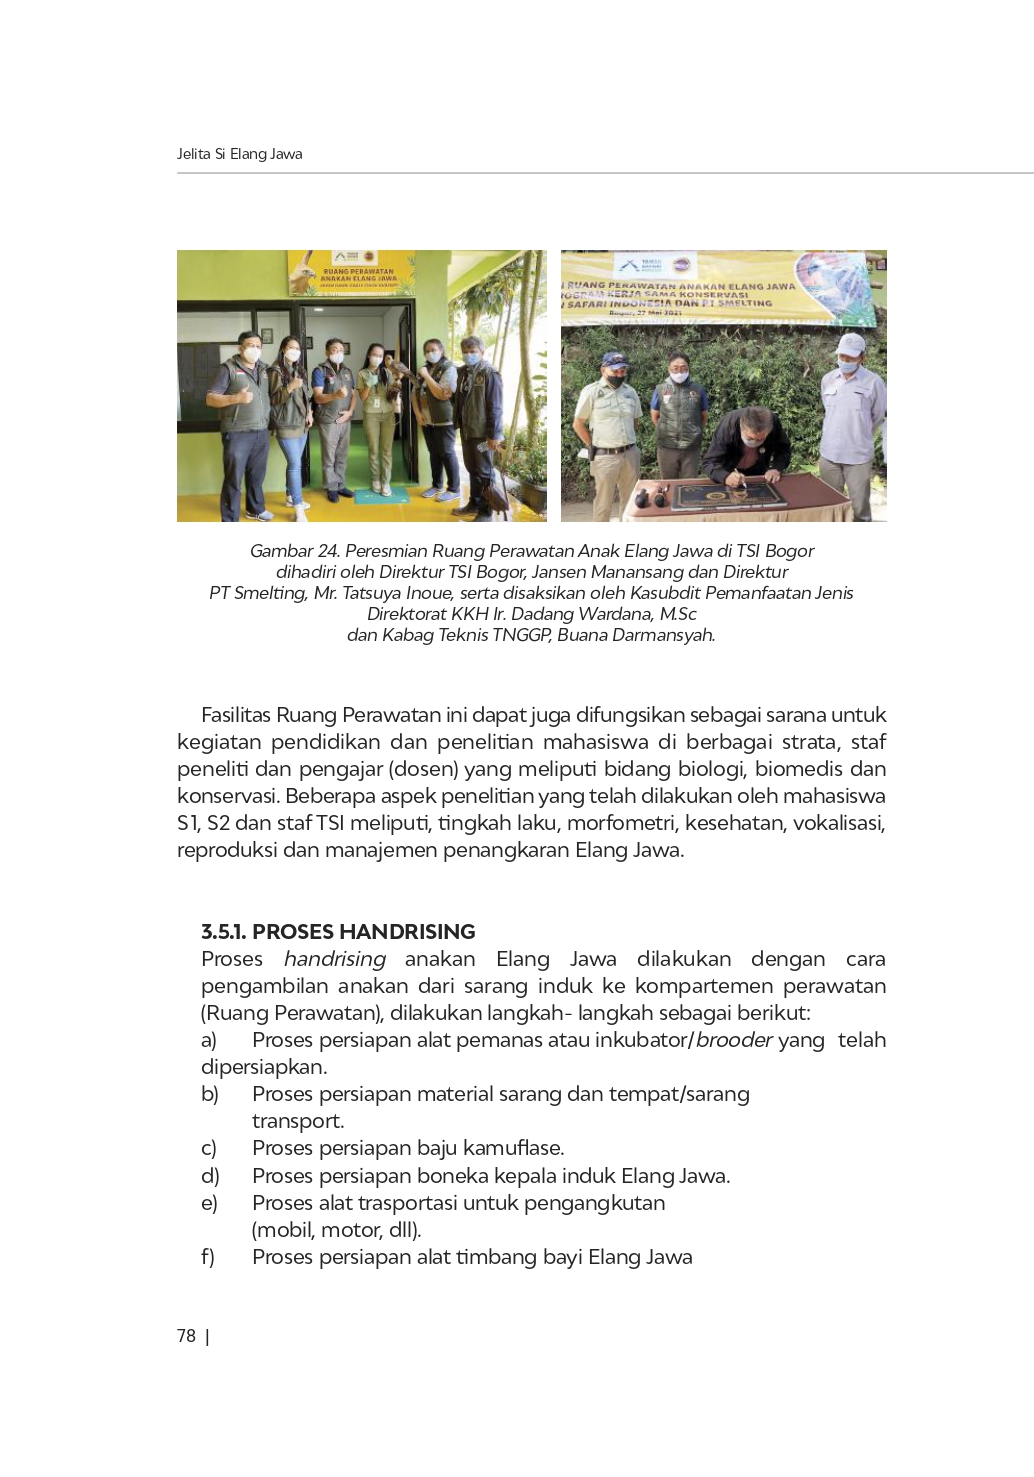 Jelita Si Elang Jawa
RUANG PERAWATAN
ANAKAN ELANG JAWA
RUANG PERAWATAN ANAKAN ELANG JAWA
PROGRAM KERJA SAMA KONSERVASI
SAFARI INDONESIA DAN PT SMELTING
Bogor, 27 Mei 2021
Gambar 24. Peresmian Ruang Perawatan Anak Elang Jawa di TSI Bogor
dihadiri oleh Direktur TSI Bogor, Jansen Manansang dan Direktur
PT Smelting, Mr. Tatsuya Inoue, serta disaksikan oleh Kasubdit Pemanfaatan Jenis
Direktorat KKH Ir. Dadang Wardana, M.Sc
dan Kabag Teknis TNGGP, Buana Darmansyah.
Fasilitas Ruang Perawatan ini dapat juga difungsikan sebagai sarana untuk
kegiatan pendidikan dan penelitian mahasiswa di berbagai strata, staf
peneliti dan pengajar (dosen) yang meliputi bidang biologi, biomedis dan
konservasi. Beberapa aspek penelitian yang telah dilakukan oleh mahasiswa
S1, S2 dan staf TSI meliputi, tingkah laku, morfometri, kesehatan, vokalisasi,
reproduksi dan manajemen penangkaran Elang Jawa.
3.5.1. PROSES HANDRISING
Proses handrising anakan Elang Jawa dilakukan dengan cara
pengambilan anakan dari sarang induk ke kompartemen perawatan
(Ruang Perawatan), dilakukan langkah- langkah sebagai berikut:
a) Proses persiapan alat pemanas atau inkubator/brooder yang telah
dipersiapkan.
b) Proses persiapan material sarang dan tempat/sarang
transport.
c) Proses persiapan baju kamuflase.
d) Proses persiapan boneka kepala induk Elang Jawa.
e) Proses alat trasportasi untuk pengangkutan
(mobil, motor, dll).
f) Proses persiapan alat timbang bayi Elang Jawa
78 |